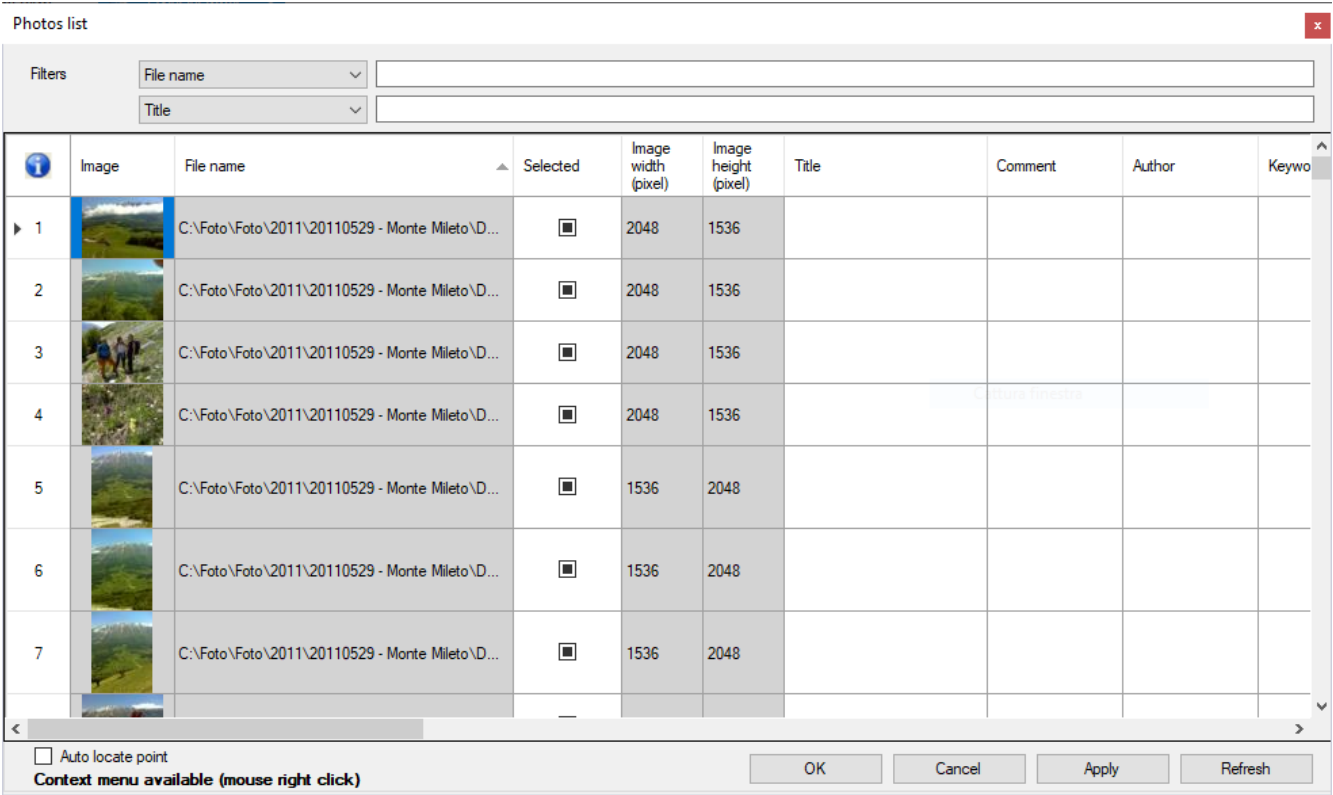 Photos list
x
Filters
File name
Title
Image
File name
Selected
Image
width
(pixel)
Image
height
(pixel)
Title
Comment
Author
Keywo
1
C:\Foto\Foto\2011\20110529 - Monte Mileto\D...
2048
1536
2
C:\Foto\Foto\2011\20110529 - Monte Mileto\D...
2048
1536
3
C:\Foto\Foto\2011\20110529 - Monte Mileto\D...
2048
1536
4
C:\Foto\Foto\2011\20110529 - Monte Mileto\D...
2048
1536
Cattura finestra
5
C:\Foto\Foto\2011\20110529 - Monte Mileto\D...
1536
2048
6
C:\Foto\Foto\2011\20110529 - Monte Mileto\D...
1536
2048
7
C:\Foto\Foto\2011\20110529 - Monte Mileto\D...
1536
2048
Auto locate point
Context menu available (mouse right click)
OK
Cancel
Apply
Refresh